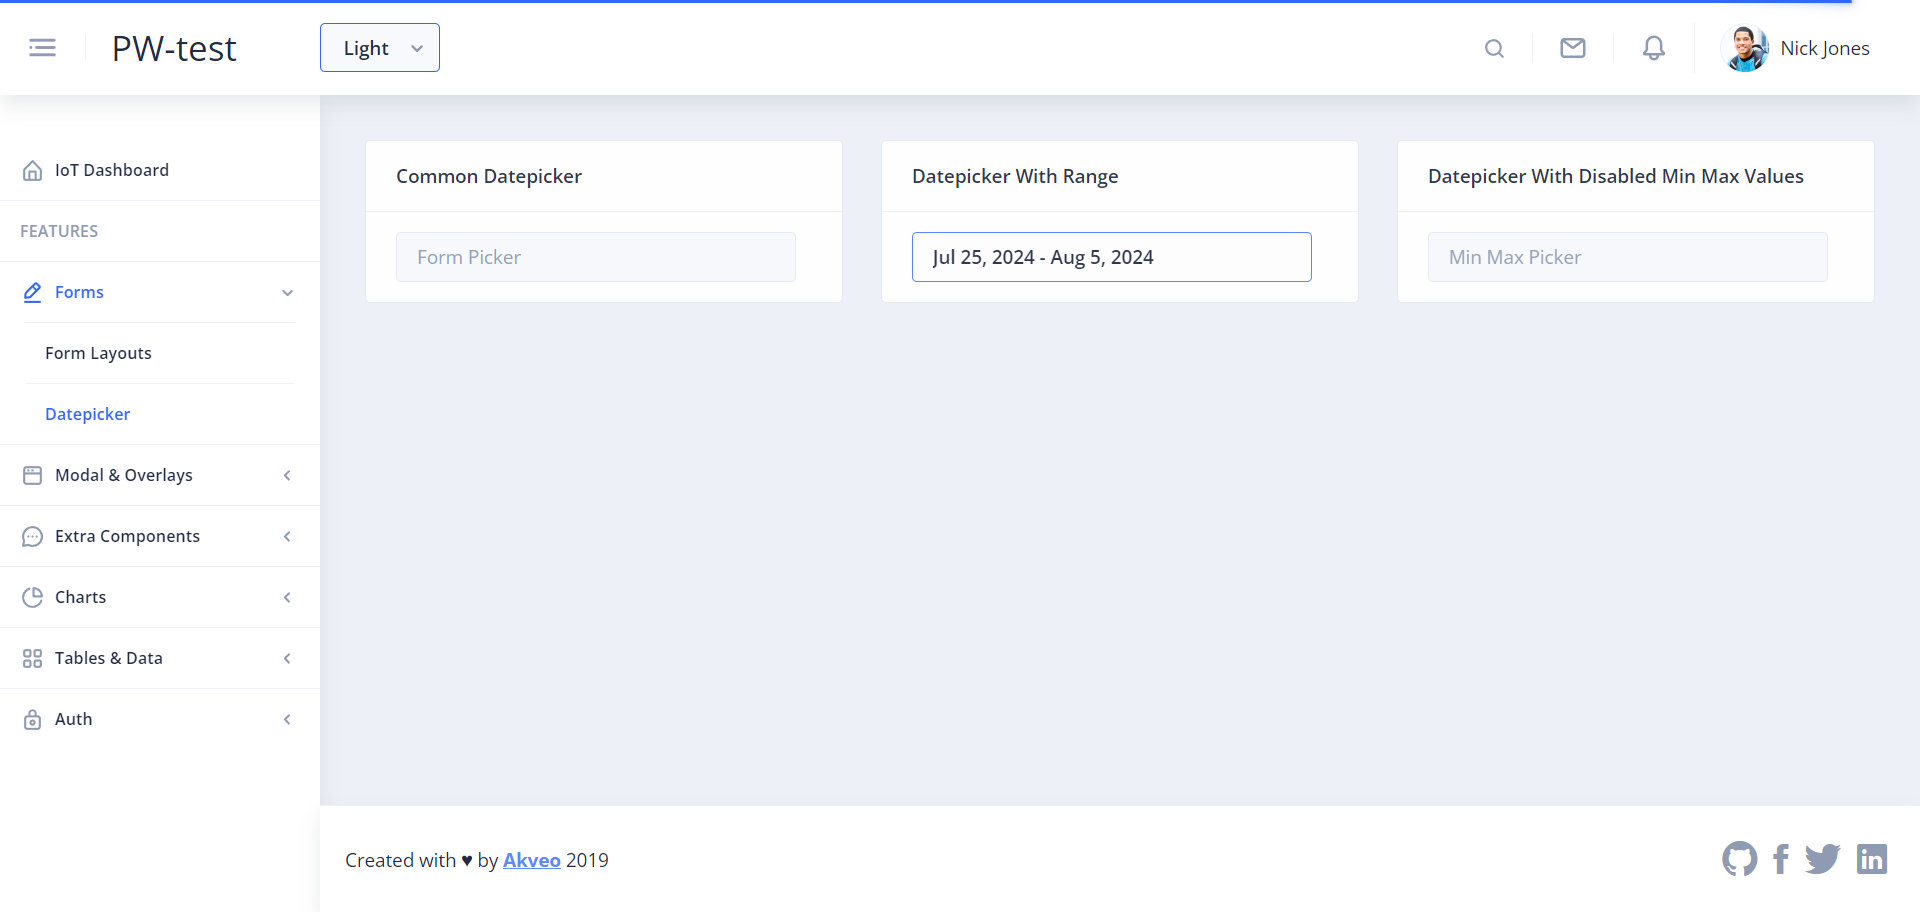 PW-test
Light
Nick Jones
IoT Dashboard
FEATURES
Forms
Form Layouts
Datepicker
Modal & Overlays
Extra Components
Charts
Tables & Data
Auth
Common Datepicker
Form Picker
Datepicker With Range
Jul 25, 2024 - Aug 5, 2024
Datepicker With Disabled Min Max Values
Min Max Picker
Created with ♥ by Akveo 2019